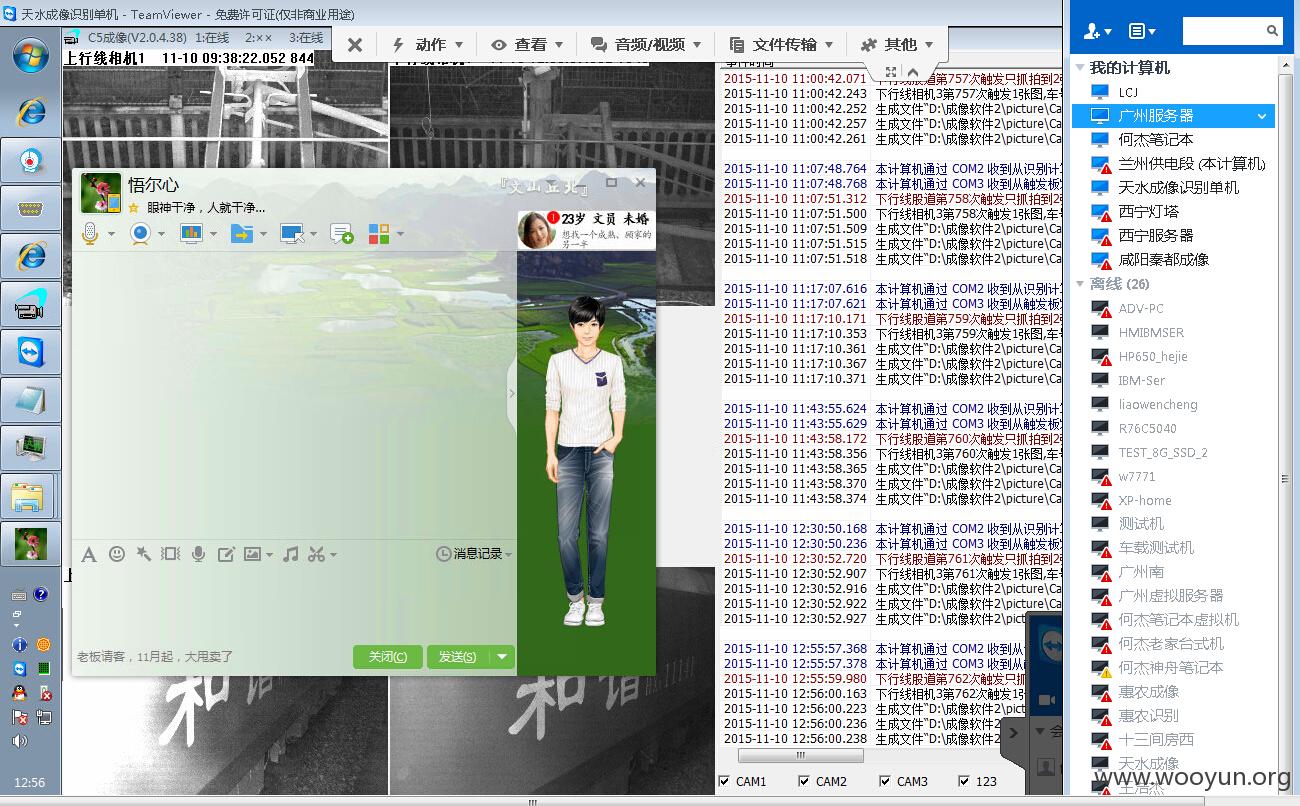 天水成像识别单机 - TeamViewer - 免费许可证(仅非商业用途)
C5成像(V2.0.4.38) 1:在线 2:×× 3:在线
动作
查看
音频/视频
文件传输
其他
上行线相机1 11-10 09:38:22.052 844
2015-11-10 11:00:42.071 下行线股道第757次触发只抓拍到2
2015-11-10 11:00:42.243 下行线相机3第757次触发1张图,车
2015-11-10 11:00:42.252 生成文件"D:\成像软件2\picture\Ca
2015-11-10 11:00:42.257 生成文件"D:\成像软件2\picture\Ca
2015-11-10 11:00:42.261 生成文件"D:\成像软件2\picture\Ca
2015-11-10 11:07:48.764 本计算机通过 COM2 收到从识别计
2015-11-10 11:07:48.768 本计算机通过 COM3 收到从触发板
2015-11-10 11:07:51.312 下行线股道第758次触发只抓拍到2
2015-11-10 11:07:51.500 下行线相机3第758次触发1张图,车
2015-11-10 11:07:51.509 生成文件"D:\成像软件2\picture\Ca
2015-11-10 11:07:51.515 生成文件"D:\成像软件2\picture\Ca
2015-11-10 11:07:51.518 生成文件"D:\成像软件2\picture\Ca
2015-11-10 11:17:07.616 本计算机通过 COM2 收到从识别计
2015-11-10 11:17:07.621 本计算机通过 COM3 收到从触发板
2015-11-10 11:17:10.171 下行线股道第759次触发只抓拍到2
2015-11-10 11:17:10.353 下行线相机3第759次触发1张图,车
2015-11-10 11:17:10.361 生成文件"D:\成像软件2\picture\Ca
2015-11-10 11:17:10.367 生成文件"D:\成像软件2\picture\Ca
2015-11-10 11:17:10.371 生成文件"D:\成像软件2\picture\Ca
2015-11-10 11:43:55.624 本计算机通过 COM2 收到从识别计
2015-11-10 11:43:55.629 本计算机通过 COM3 收到从触发板
2015-11-10 11:43:58.172 下行线股道第760次触发只抓拍到2
2015-11-10 11:43:58.356 下行线相机3第760次触发1张图,车
2015-11-10 11:43:58.365 生成文件"D:\成像软件2\picture\Ca
2015-11-10 11:43:58.370 生成文件"D:\成像软件2\picture\Ca
2015-11-10 11:43:58.374 生成文件"D:\成像软件2\picture\Ca
2015-11-10 12:30:50.168 本计算机通过 COM2 收到从识别计
2015-11-10 12:30:50.236 本计算机通过 COM3 收到从触发板
2015-11-10 12:30:52.720 下行线股道第761次触发只抓拍到2
2015-11-10 12:30:52.907 下行线相机3第761次触发1张图,车
2015-11-10 12:30:52.916 生成文件"D:\成像软件2\picture\Ca
2015-11-10 12:30:52.922 生成文件"D:\成像软件2\picture\Ca
2015-11-10 12:30:52.927 生成文件"D:\成像软件2\picture\Ca
2015-11-10 12:55:57.368 本计算机通过 COM2 收到从
2015-11-10 12:55:57.378 本计算机通过 COM3 收到从
2015-11-10 12:55:59.980 下行线股道第762次触发只
2015-11-10 12:56:00.163 下行线相机3第762次触发1
2015-11-10 12:56:00.223 生成文件"D:\成像软件2\pict
2015-11-10 12:56:00.236 生成文件"D:\成像软件2\pic
2015-11-10 12:56:00.238 生成文件"D:\成像软件2\pic
CAM1 CAM2 CAM3 123
悟尔心
眼神干净，人就干净...
『文山丘北』
23岁 文员 未婚
想找一个成熟、顾家的
另一半
消息记录
老板请客，11月起，大甩卖了
关闭(C)
发送(S)
和谐
和谐
12:56
我的计算机
LCJ
广州服务器
何杰笔记本
兰州供电段 (本计算机)
天水成像识别单机
西宁灯塔
西宁服务器
咸阳秦都成像
离线 (26)
ADV-PC
HMIBMSER
HP650_hejie
IBM-Ser
liaowencheng
R76C5040
TEST_8G_SSD_2
w7771
XP-home
测试机
车载测试机
广州南
广州虚拟服务器
何杰笔记本虚拟机
何杰老家台式机
何杰神舟笔记本
惠农成像
惠农识别
十三间房西
天水成像
www.wooyun.org